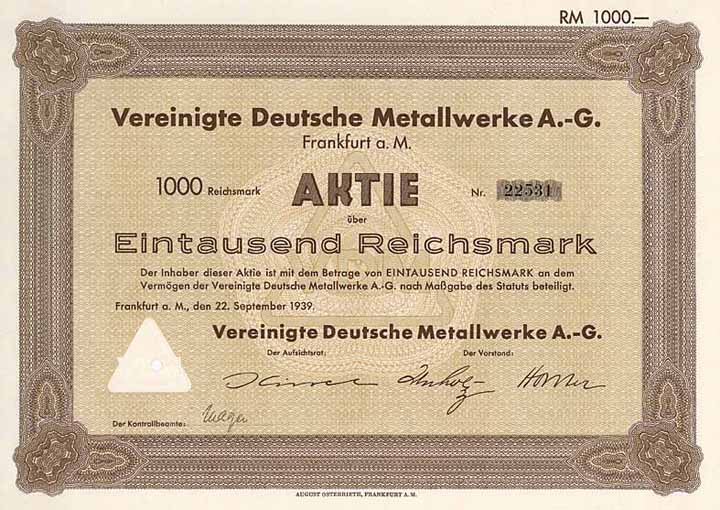 RM 1000.—
Vereinigte Deutsche Metallwerke A.-G.
Frankfurt a. M.
1000 Reichsmark AKTIE Nr. 22531
über
Eintausend Reichsmark
Der Inhaber dieser Aktie ist mit dem Betrage von EINTAUSEND REICHSMARK an dem
Vermögen der Vereinigte Deutsche Metallwerke A.-G. nach Maßgabe des Statuts beteiligt.
Frankfurt a. M., den 22. September 1939.
Vereinigte Deutsche Metallwerke A.-G.
Der Aufsichtsrat: Der Vorstand:
Der Kontrollbeamte:
AUGUST OSTERRIETH, FRANKFURT A. M.